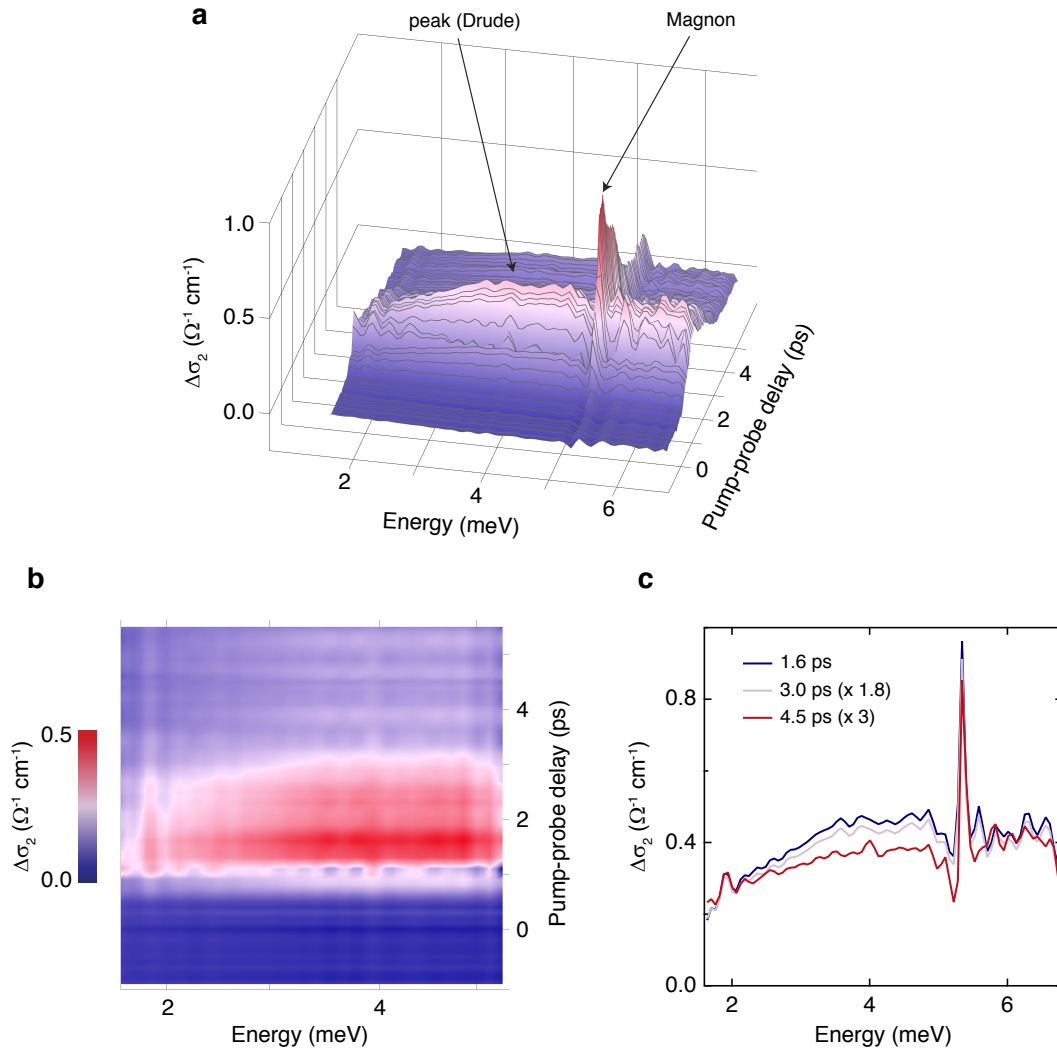 a
peak (Drude)
Magnon
1.0
0.5
0.0
Δσ2 (Ω-1 cm-1)
2
4
6
Energy (meV)
0
2
4
Pump-probe delay (ps)
b
0.5
0.0
Δσ2 (Ω-1 cm-1)
4
2
0
Pump-probe delay (ps)
2
4
Energy (meV)
c
1.6 ps
3.0 ps (x 1.8)
4.5 ps (x 3)
0.8
0.4
0.0
Δσ2 (Ω-1 cm-1)
2
4
6
Energy (meV)